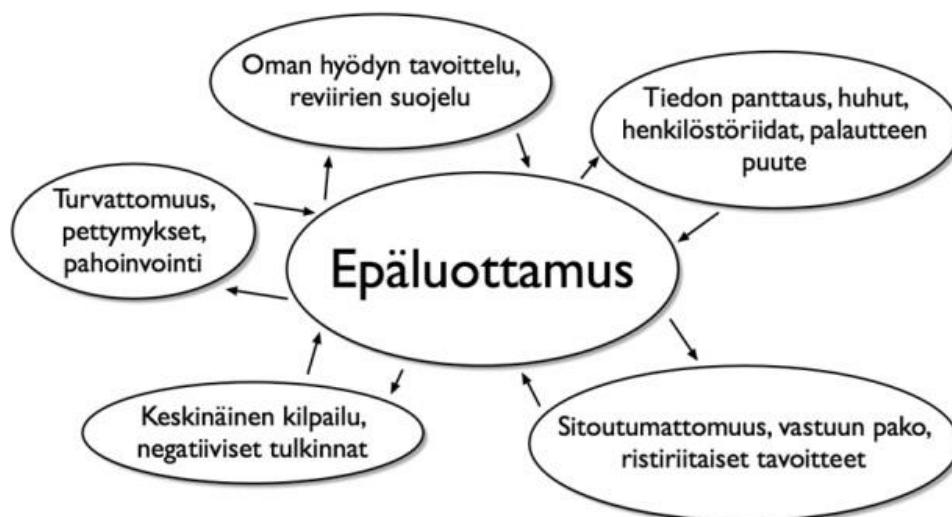 Oman hyödyn tavoittelu,
reviirien suojelu
Tiedon panttaus, huhut,
henkilöstöriidat, palautteen
puute
Turvattomuus,
pettymykset,
pahoinvointi
Epäluottamus
Keskinäinen kilpailu,
negatiiviset tulkinnat
Sitoutumattomuus, vastuun pako,
ristiriitaiset tavoitteet